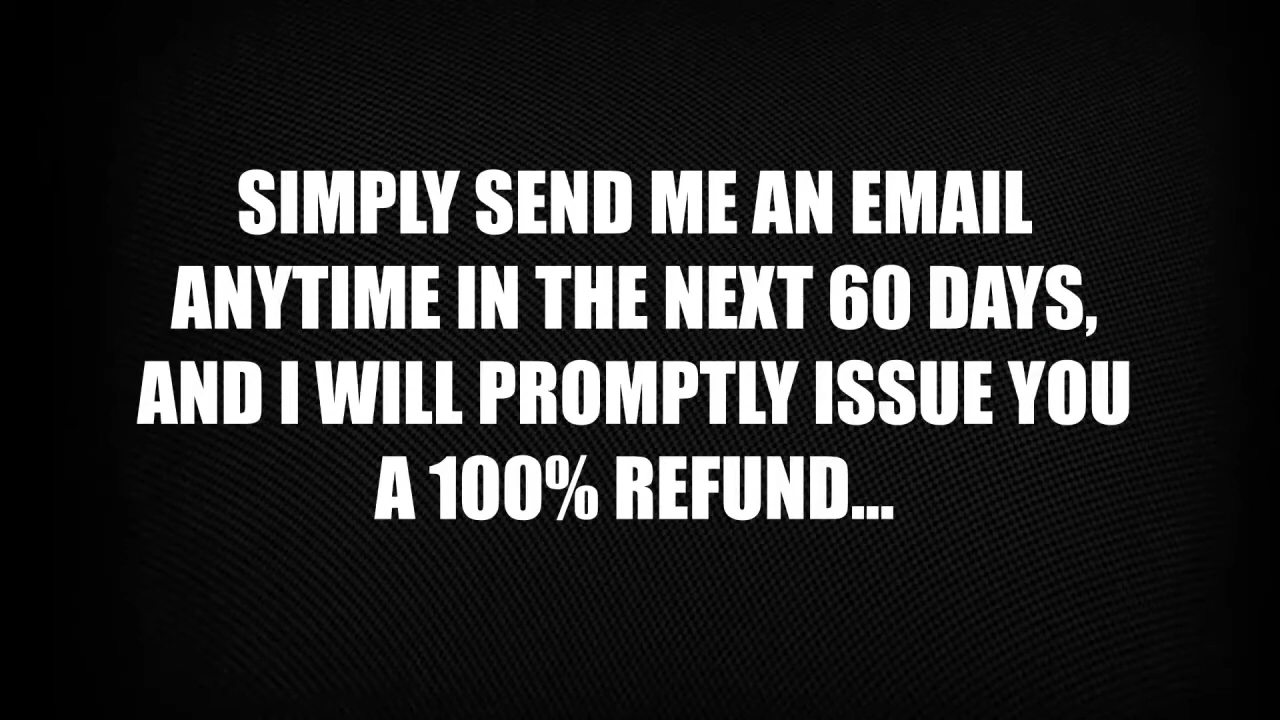 SIMPLY SEND ME AN EMAIL
ANYTIME IN THE NEXT 60 DAYS,
AND I WILL PROMPTLY ISSUE YOU
A 100% REFUND...